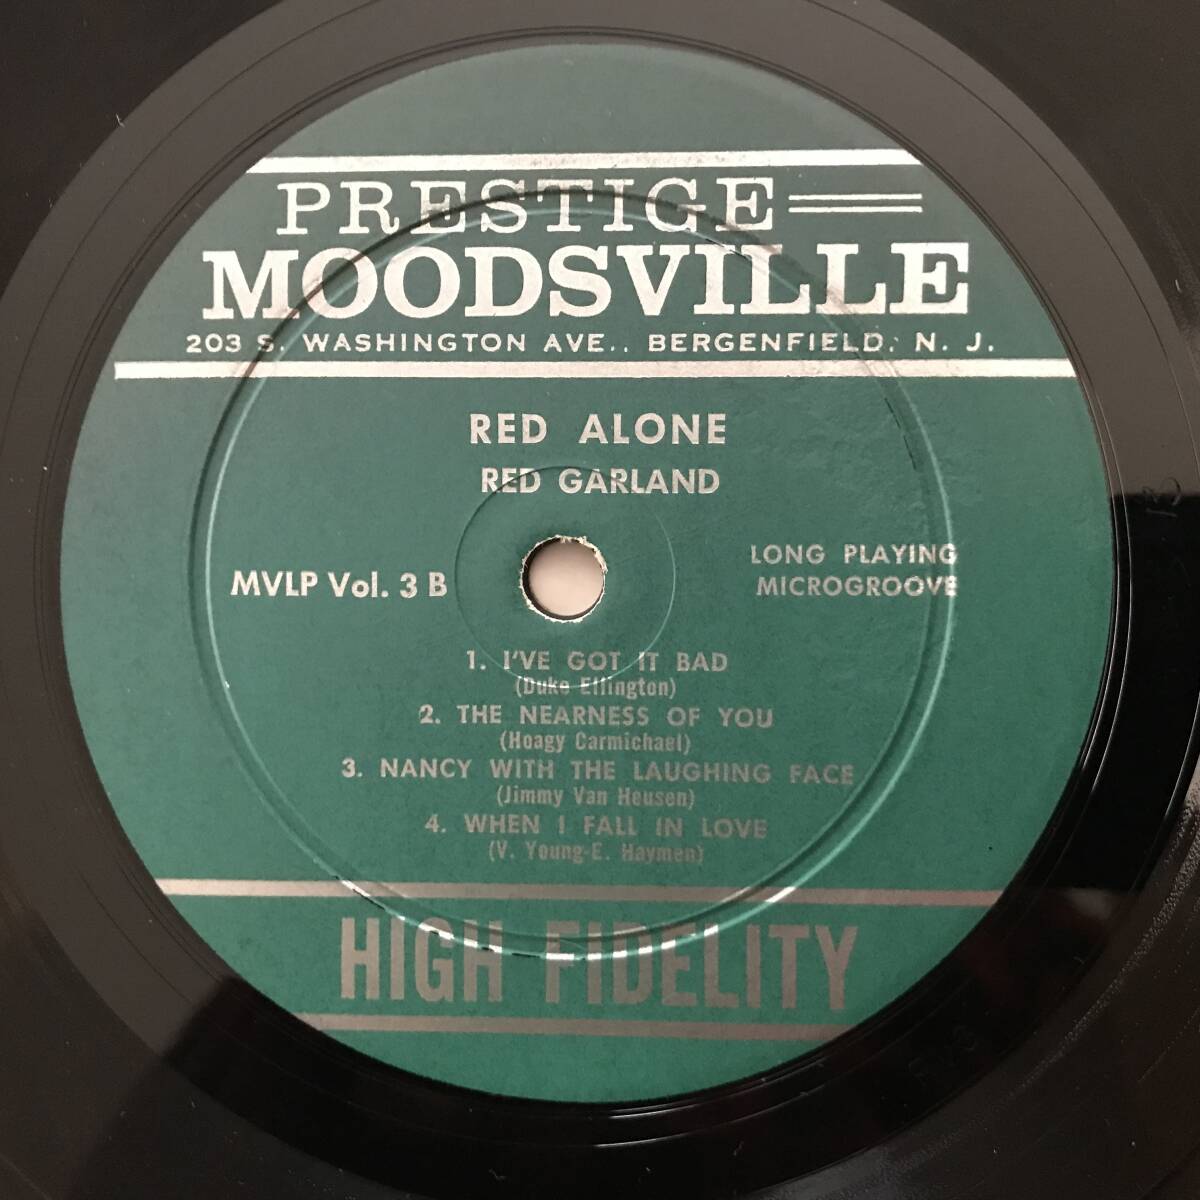 PRESTIGE
MOODSVILLE
203 S. WASHINGTON AVE., BERGENFIELD, N. J.
RED ALONE
RED GARLAND
MVLP Vol. 3 B
LONG PLAYING
MICROGROOVE
1. I'VE GOT IT BAD
(Duke Ellington)
2. THE NEARNESS OF YOU
(Hoagy Carmichael)
3. NANCY WITH THE LAUGHING FACE
(Jimmy Van Heusen)
4. WHEN I FALL IN LOVE
(V. Young-E. Haymen)
HIGH FIDELITY